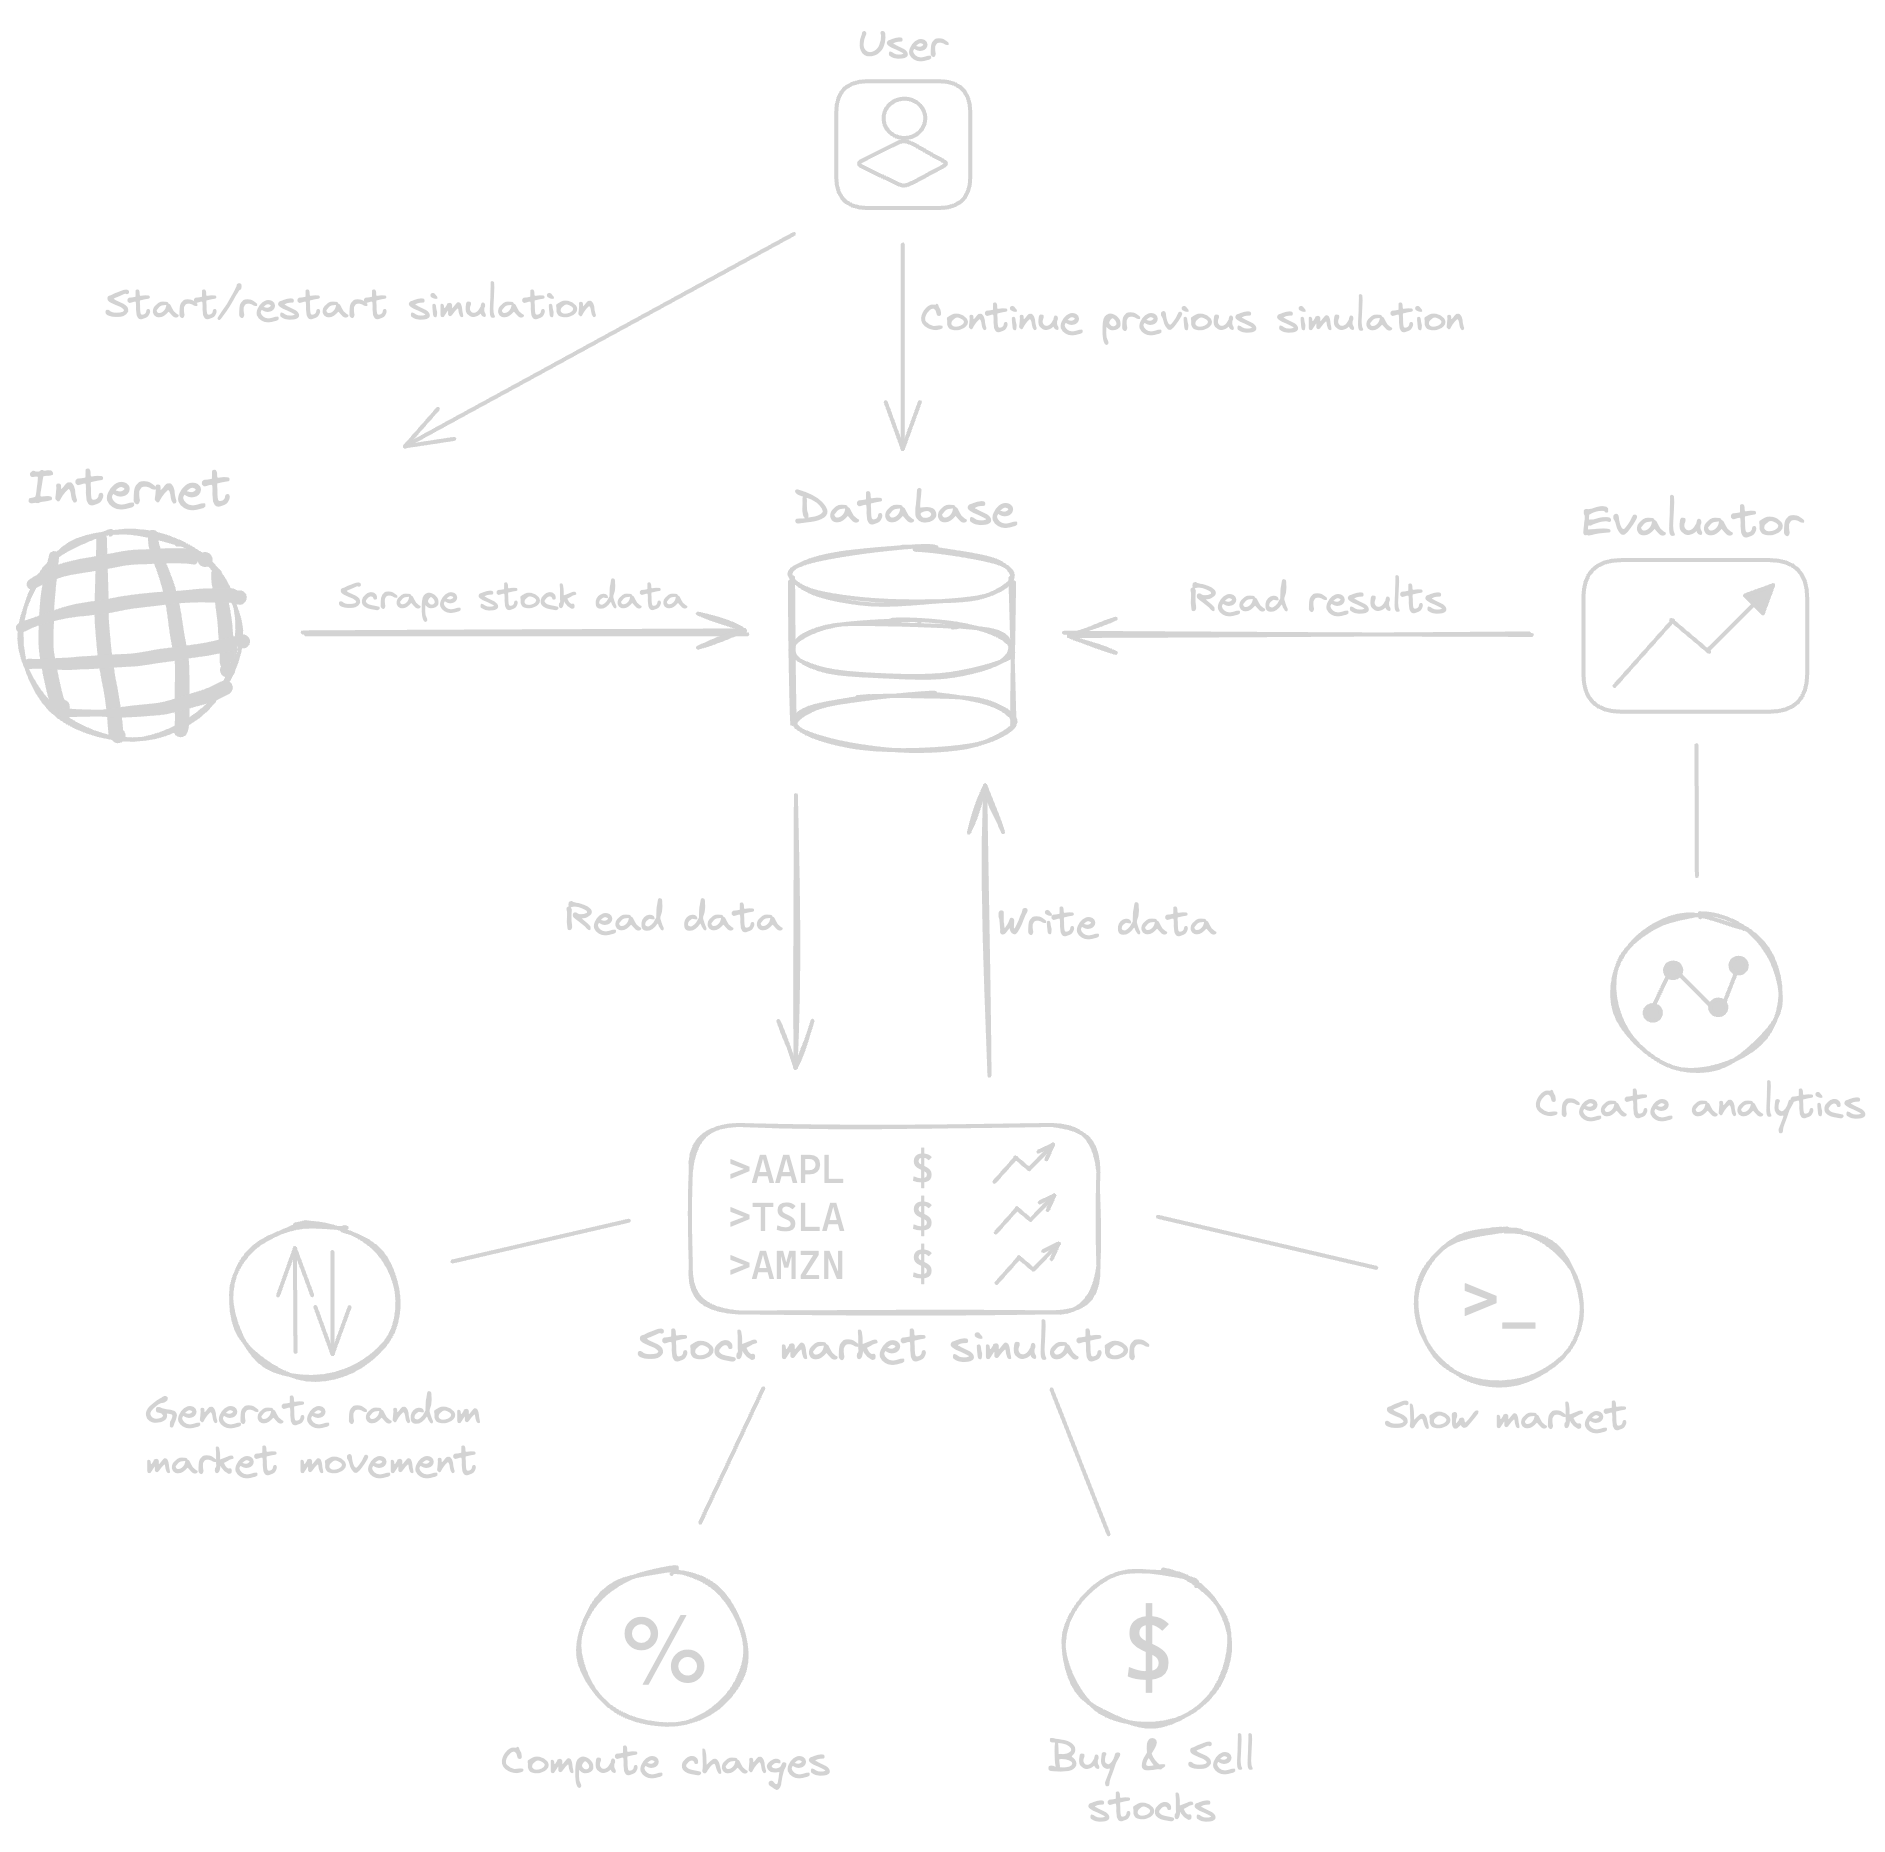 User
Start/restart simulation
Continue previous simulation
Internet
Database
Evaluator
Scrape stock data
Read results
Read data
Write data
Create analytics
>AAPL $
>TSLA $
>AMZN $
Stock market simulator
>_
Generate random
market movement
Show market
%
$
Compute changes
Buy & Sell
stocks